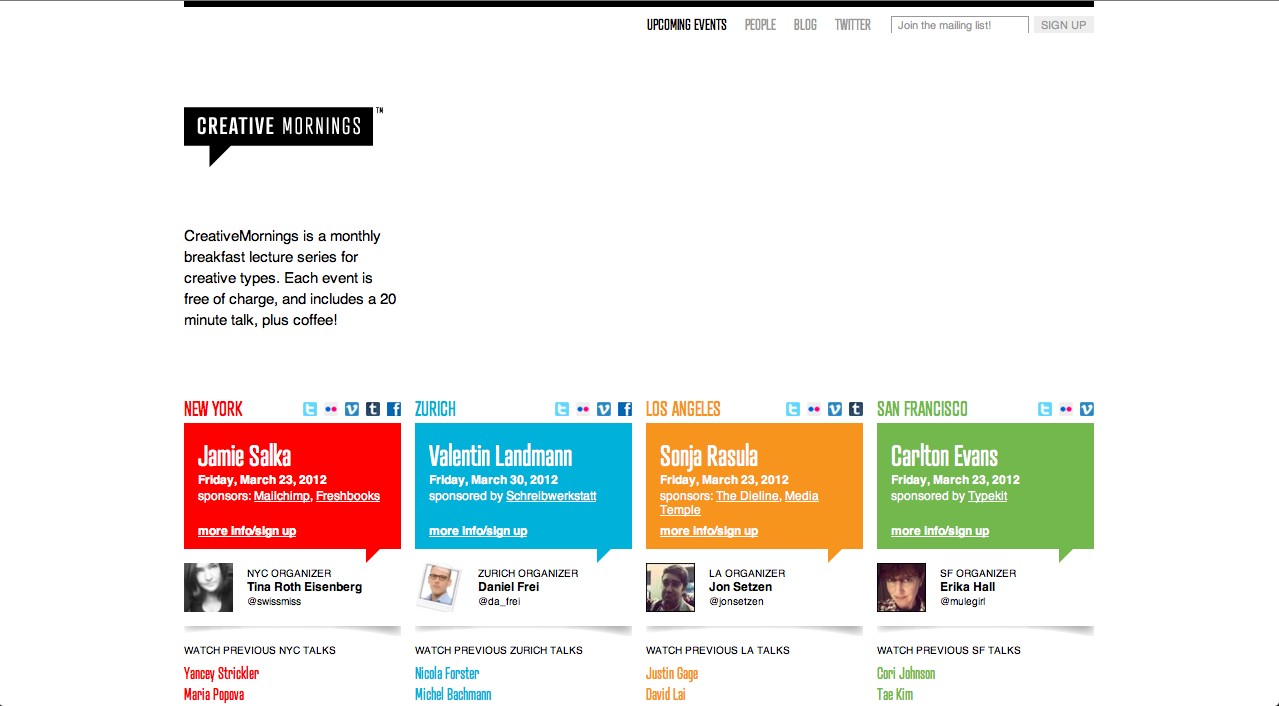 UPCOMING EVENTS PEOPLE BLOG TWITTER Join the mailing list! SIGN UP
CREATIVE MORNINGS TM
CreativeMornings is a monthly
breakfast lecture series for
creative types. Each event is
free of charge, and includes a 20
minute talk, plus coffee!
NEW YORK
Jamie Salka
Friday, March 23, 2012
sponsors: Mailchimp, Freshbooks
more info/sign up
NYC ORGANIZER
Tina Roth Eisenberg
@swissmiss
WATCH PREVIOUS NYC TALKS
Yancey Strickler
Maria Popova
ZURICH
Valentin Landmann
Friday, March 30, 2012
sponsored by Schreibwerkstatt
more info/sign up
ZURICH ORGANIZER
Daniel Frei
@da_frei
WATCH PREVIOUS ZURICH TALKS
Nicola Forster
Michel Bachmann
LOS ANGELES
Sonja Rasula
Friday, March 23, 2012
sponsors: The Dieline, Media
Temple
more info/sign up
LA ORGANIZER
Jon Setzen
@jonsetzen
WATCH PREVIOUS LA TALKS
Justin Gage
David Lai
SAN FRANCISCO
Carlton Evans
Friday, March 23, 2012
sponsored by Typekit
more info/sign up
SF ORGANIZER
Erika Hall
@mulegirl
WATCH PREVIOUS SF TALKS
Cori Johnson
Tae Kim